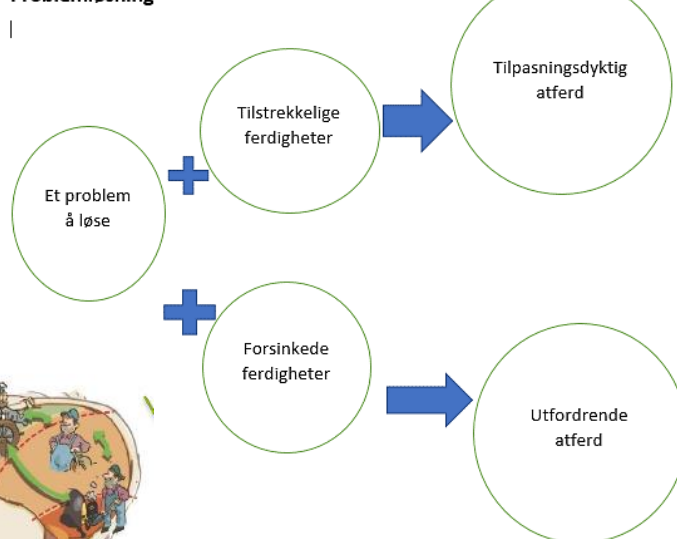 Et problem
å løse
Tilstrekkelige
ferdigheter
Tilpasningsdyktig
atferd
Forsinkede
ferdigheter
Utfordrende
atferd